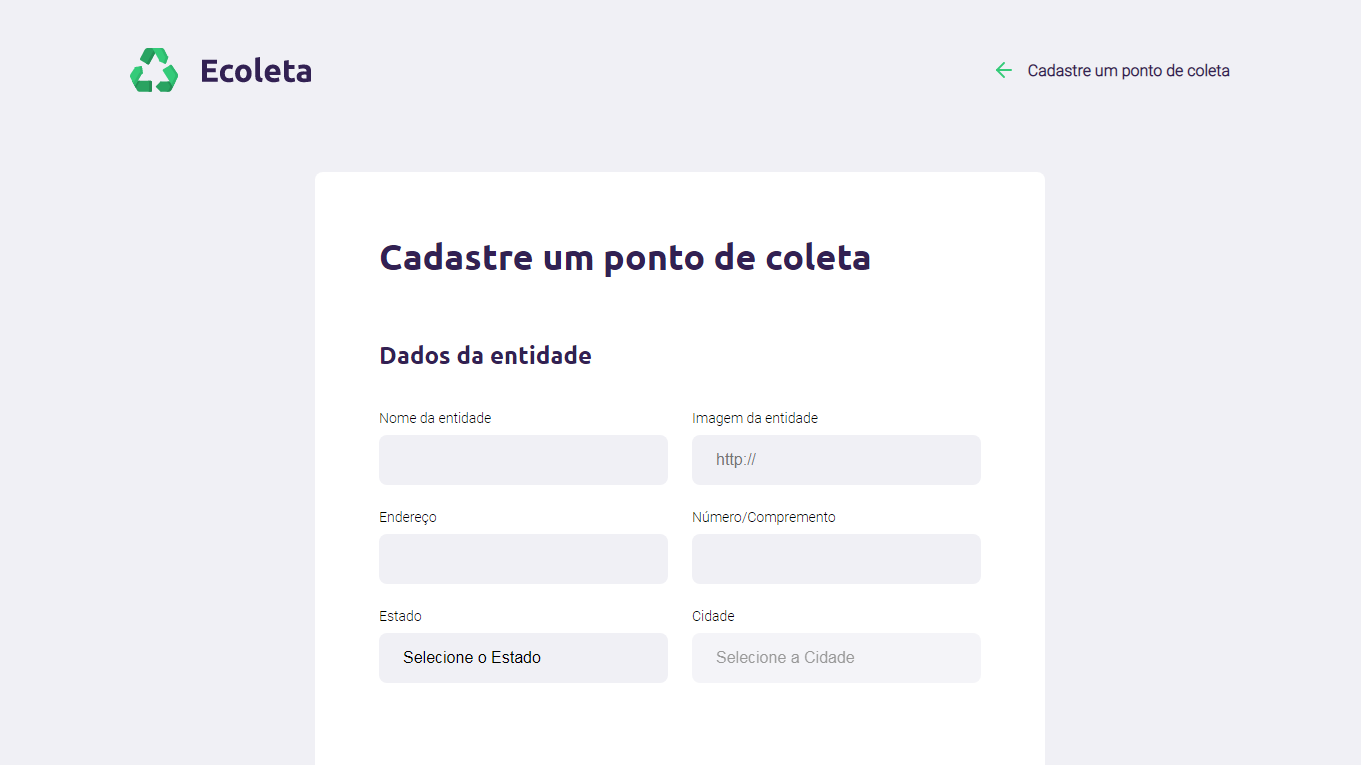 Ecoleta
Cadastre um ponto de coleta
Cadastre um ponto de coleta
Dados da entidade
Nome da entidade
Imagem da entidade
http://
Endereço
Número/Compremento
Estado
Cidade
Selecione o Estado
Selecione a Cidade